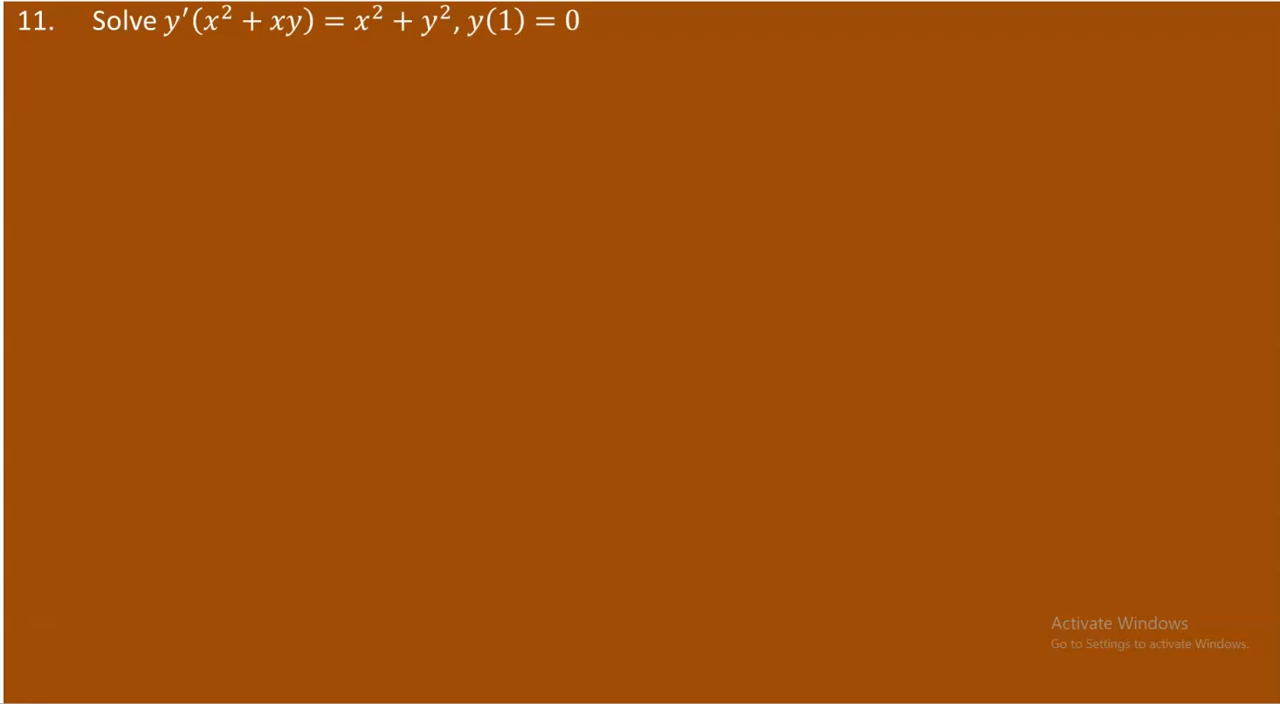 11. Solve y′(x² + xy) = x² + y², y(1) = 0
Activate Windows
Go to Settings to activate Windows.